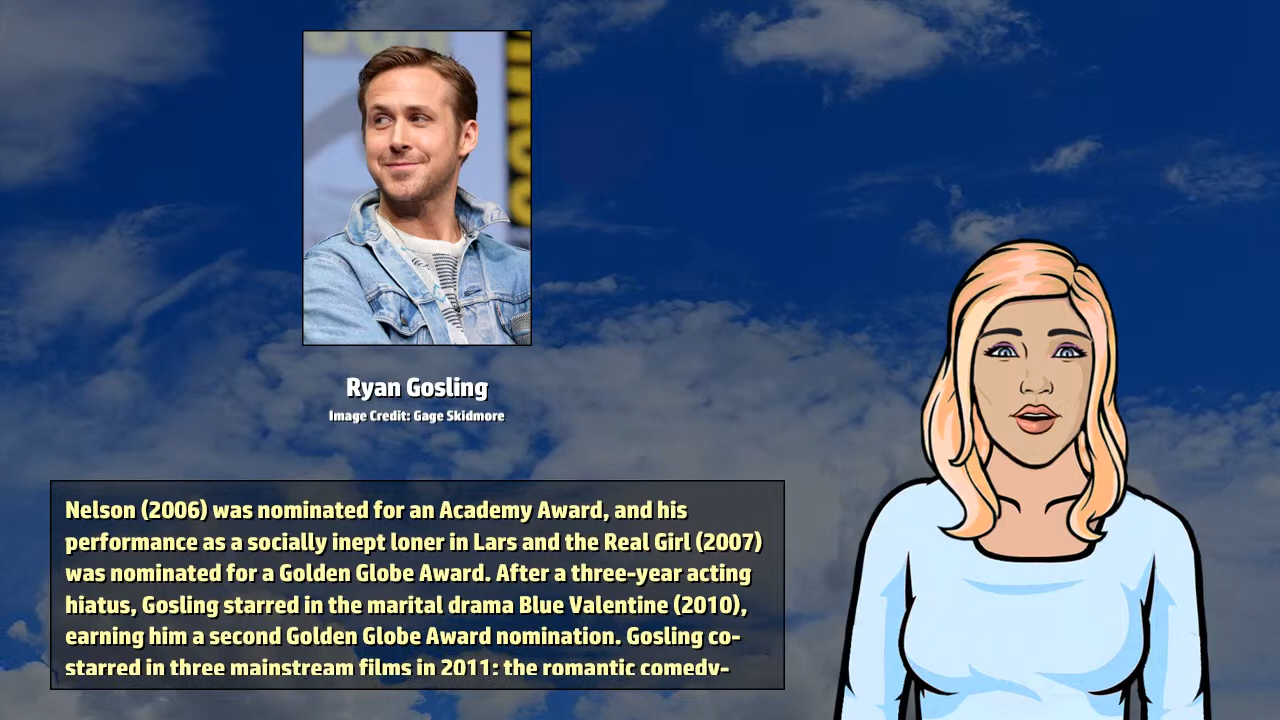 Ryan Gosling
Image Credit: Gage Skidmore
Nelson (2006) was nominated for an Academy Award, and his
performance as a socially inept loner in Lars and the Real Girl (2007)
was nominated for a Golden Globe Award. After a three-year acting
hiatus, Gosling starred in the marital drama Blue Valentine (2010),
earning him a second Golden Globe Award nomination. Gosling co-
starred in three mainstream films in 2011: the romantic comedy-